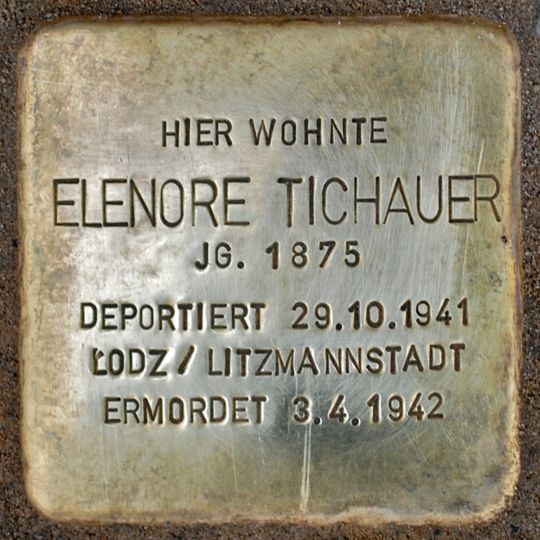 HIER WOHNTE
ELENORE TICHAUER
JG. 1875
DEPORTIERT 29.10.1941
ŁODZ / LITZMANNSTADT
ERMORDET 3.4.1942